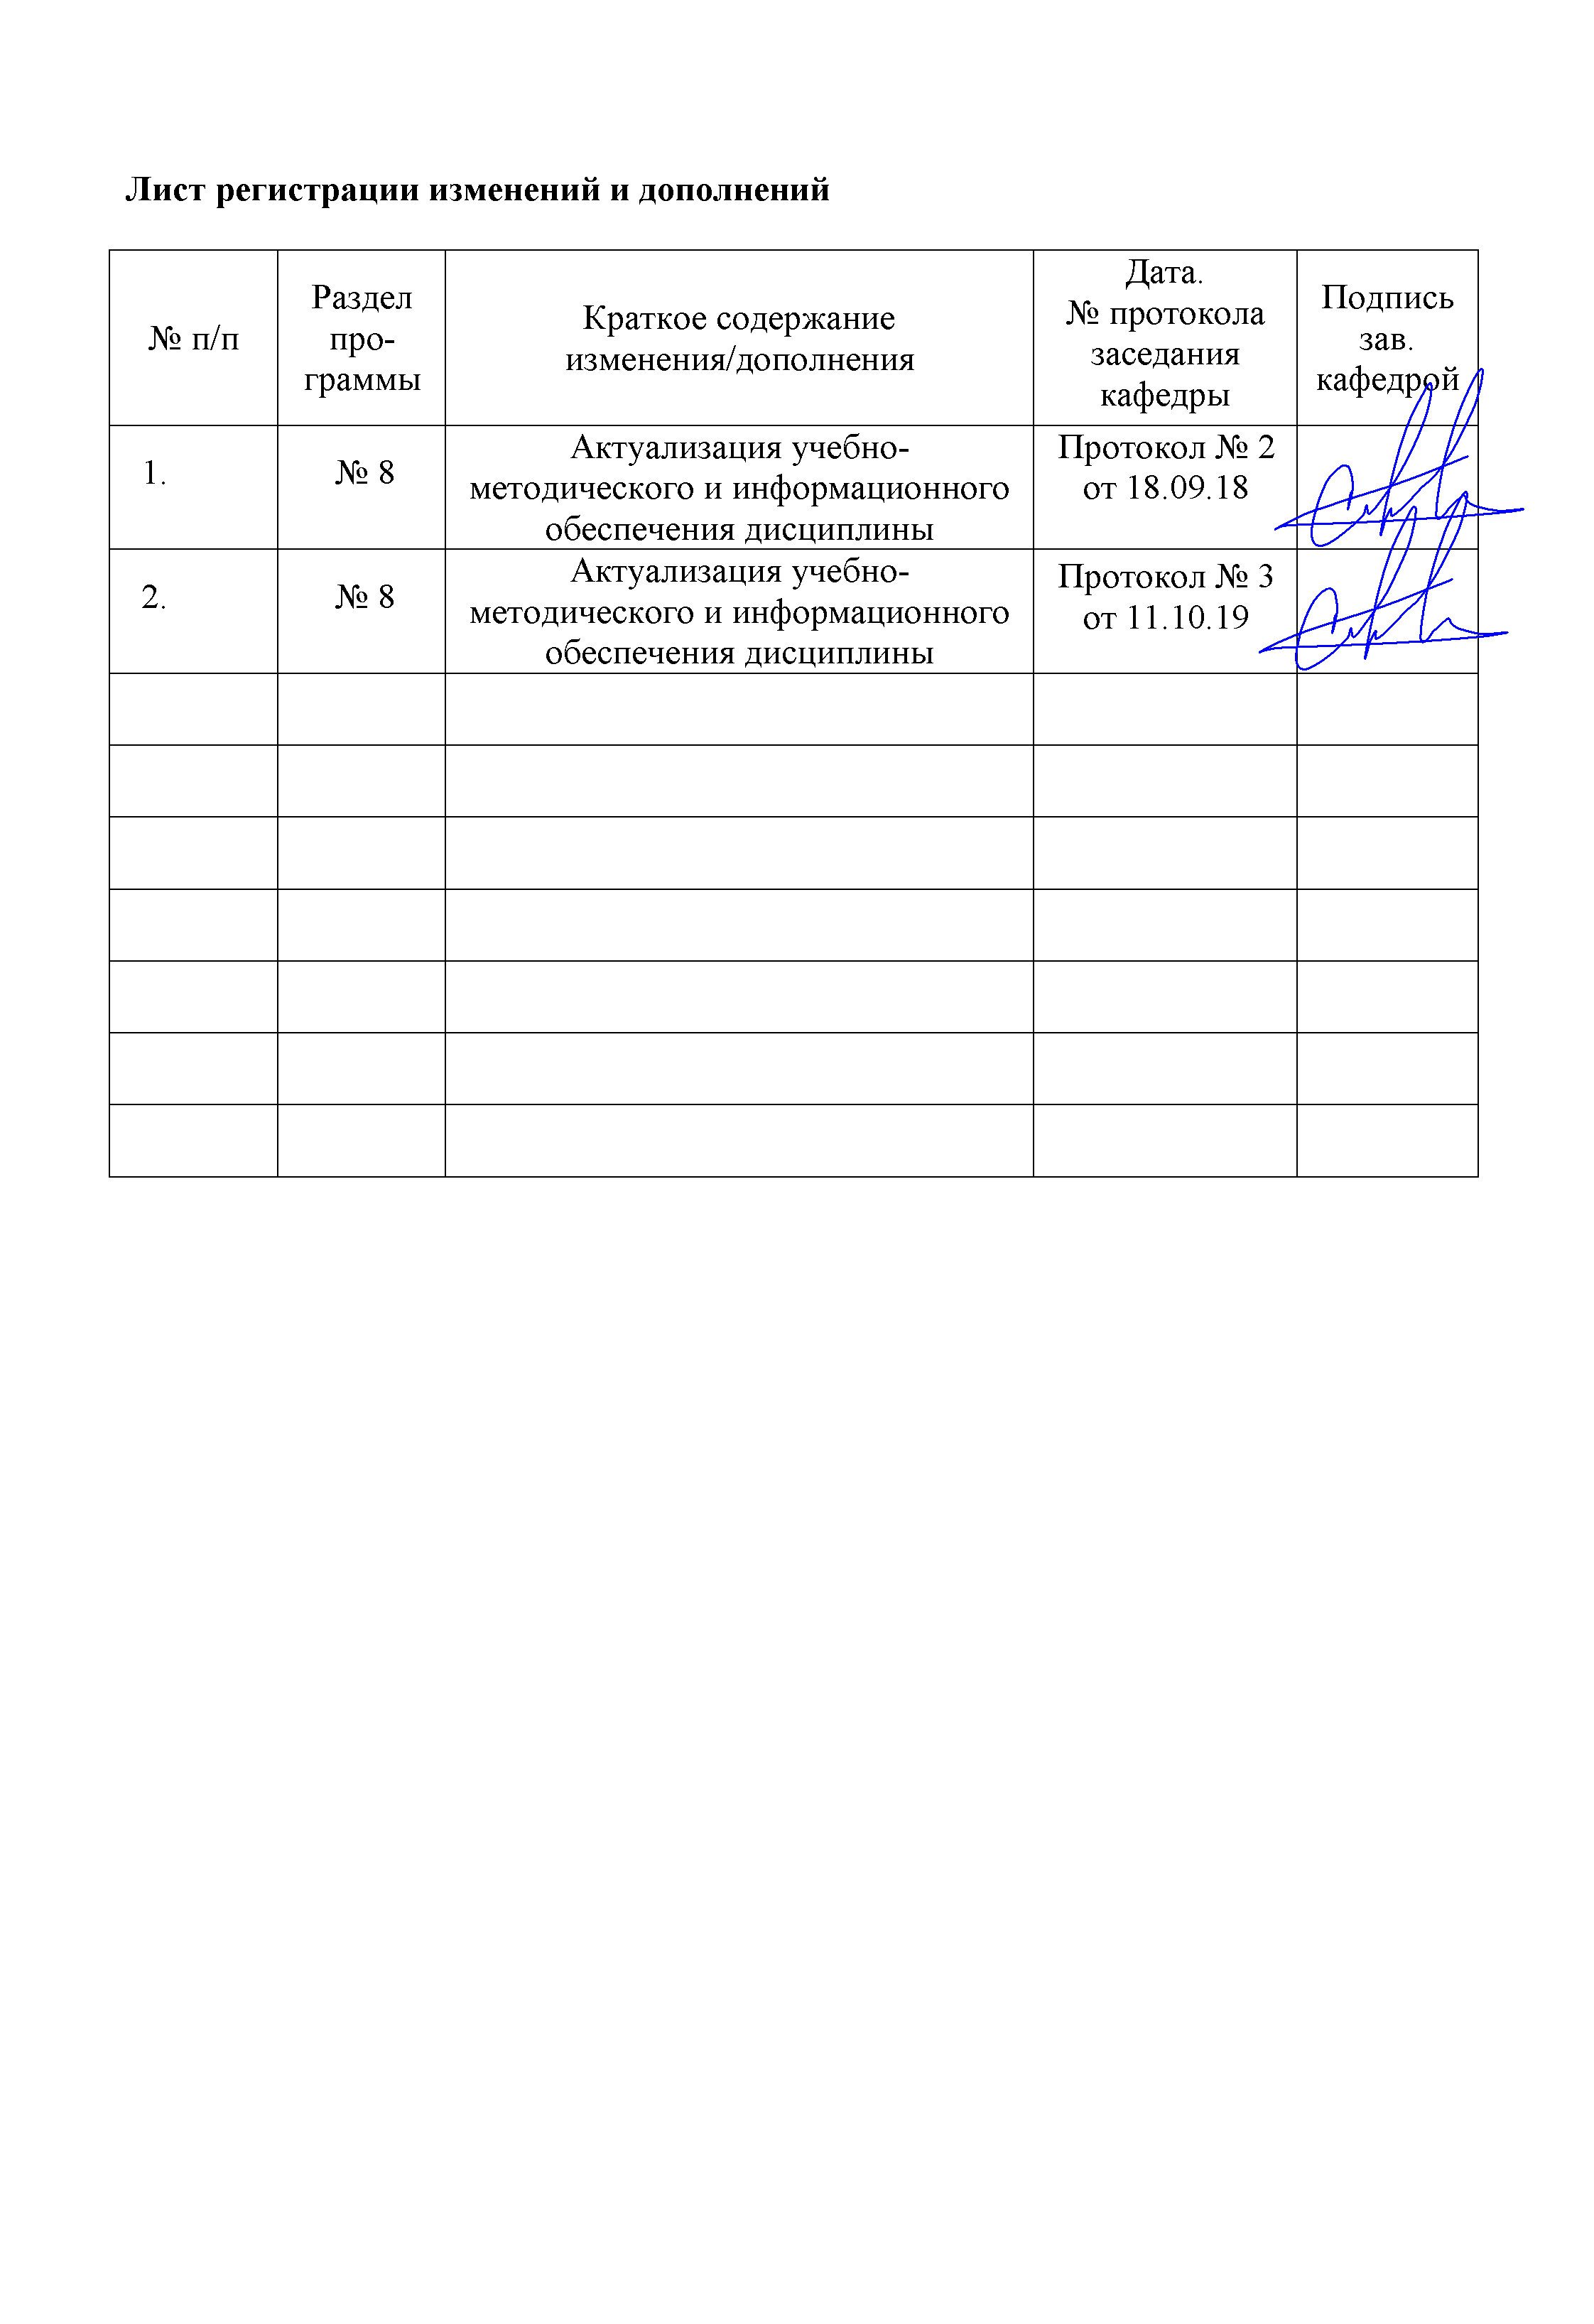 Лист регистрации изменений и дополнений
№ п/п
Раздел
про-
граммы
Краткое содержание
изменения/дополнения
Дата.
№ протокола
заседания
кафедры
Подпись
зав.
кафедрой
1.
№ 8
Актуализация учебно-
методического и информационного
обеспечения дисциплины
Протокол № 2
от 18.09.18
2.
№ 8
Актуализация учебно-
методического и информационного
обеспечения дисциплины
Протокол № 3
от 11.10.19